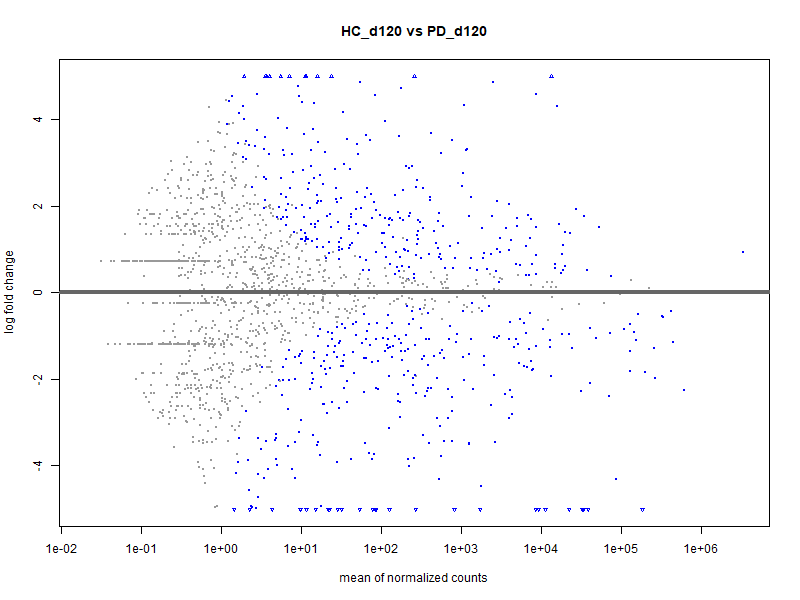 HC_d120 vs PD_d120
4
2
0
-2
-4
log fold change
1e-02 1e-01 1e+00 1e+01 1e+02 1e+03 1e+04 1e+05 1e+06
mean of normalized counts